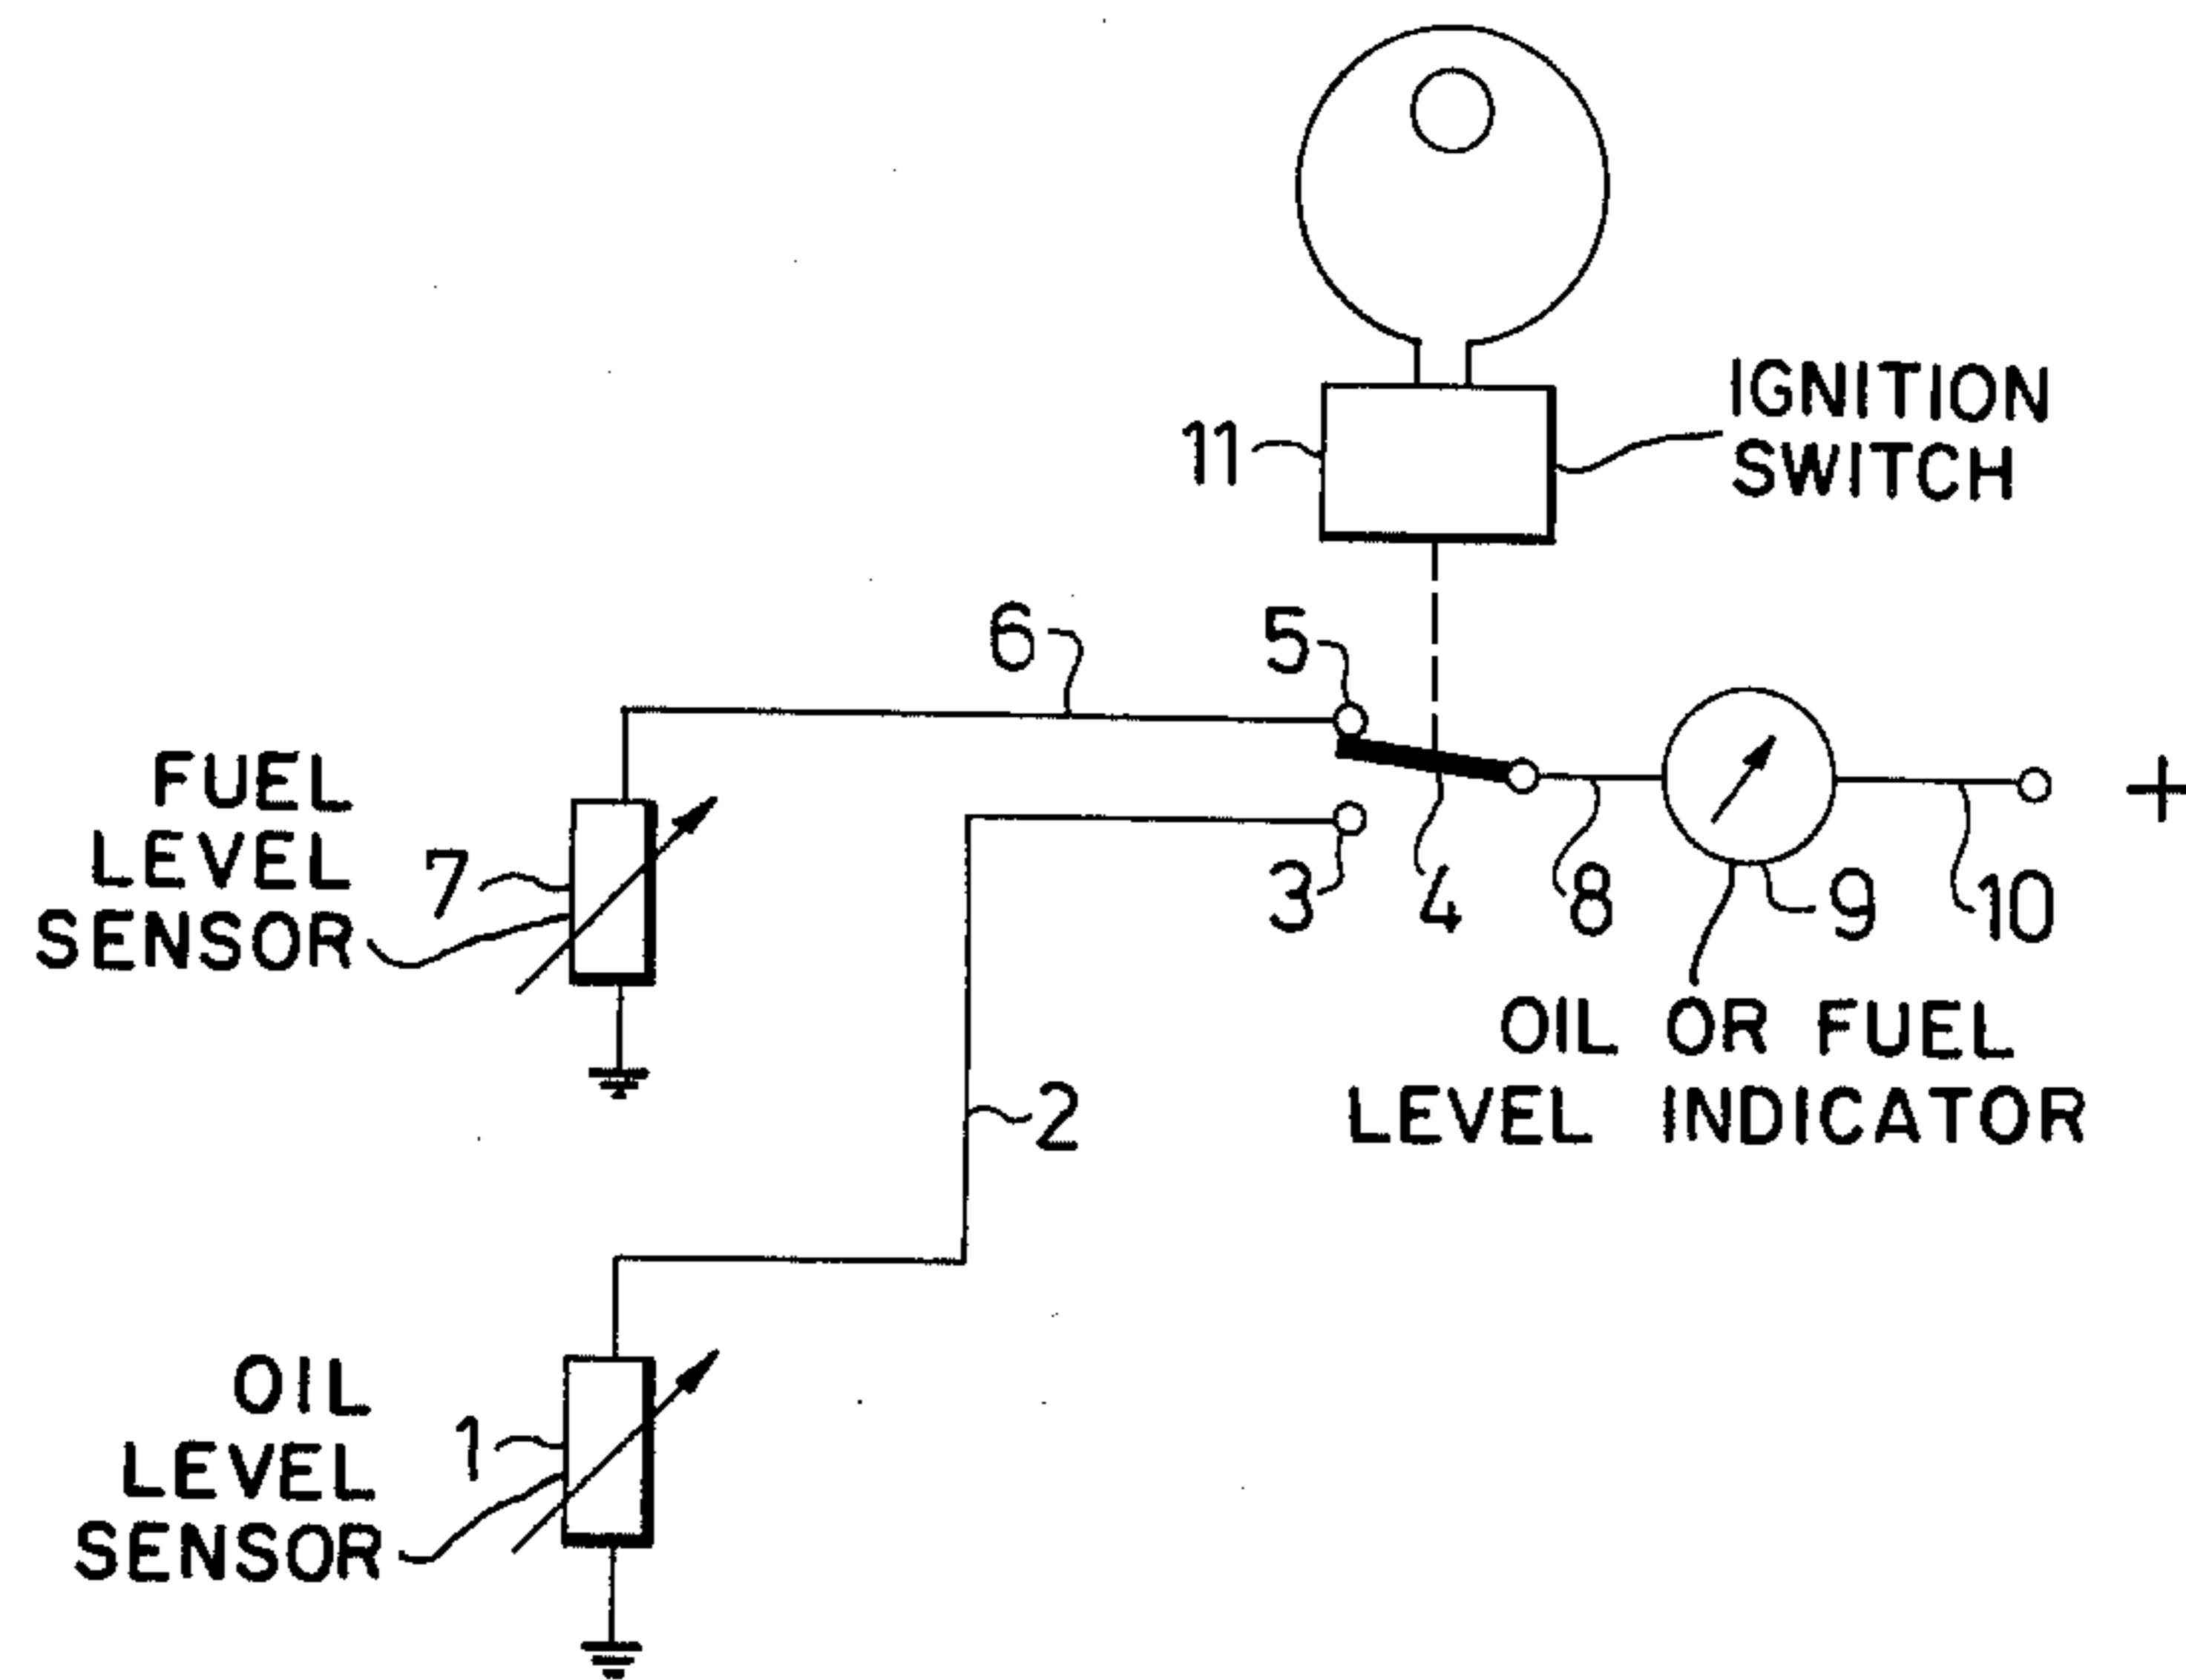 IGNITION
SWITCH
11
6
5
FUEL
LEVEL
SENSOR
7
+
3
4
8
9
10
OIL OR FUEL
LEVEL INDICATOR
2
OIL
LEVEL
SENSOR
1